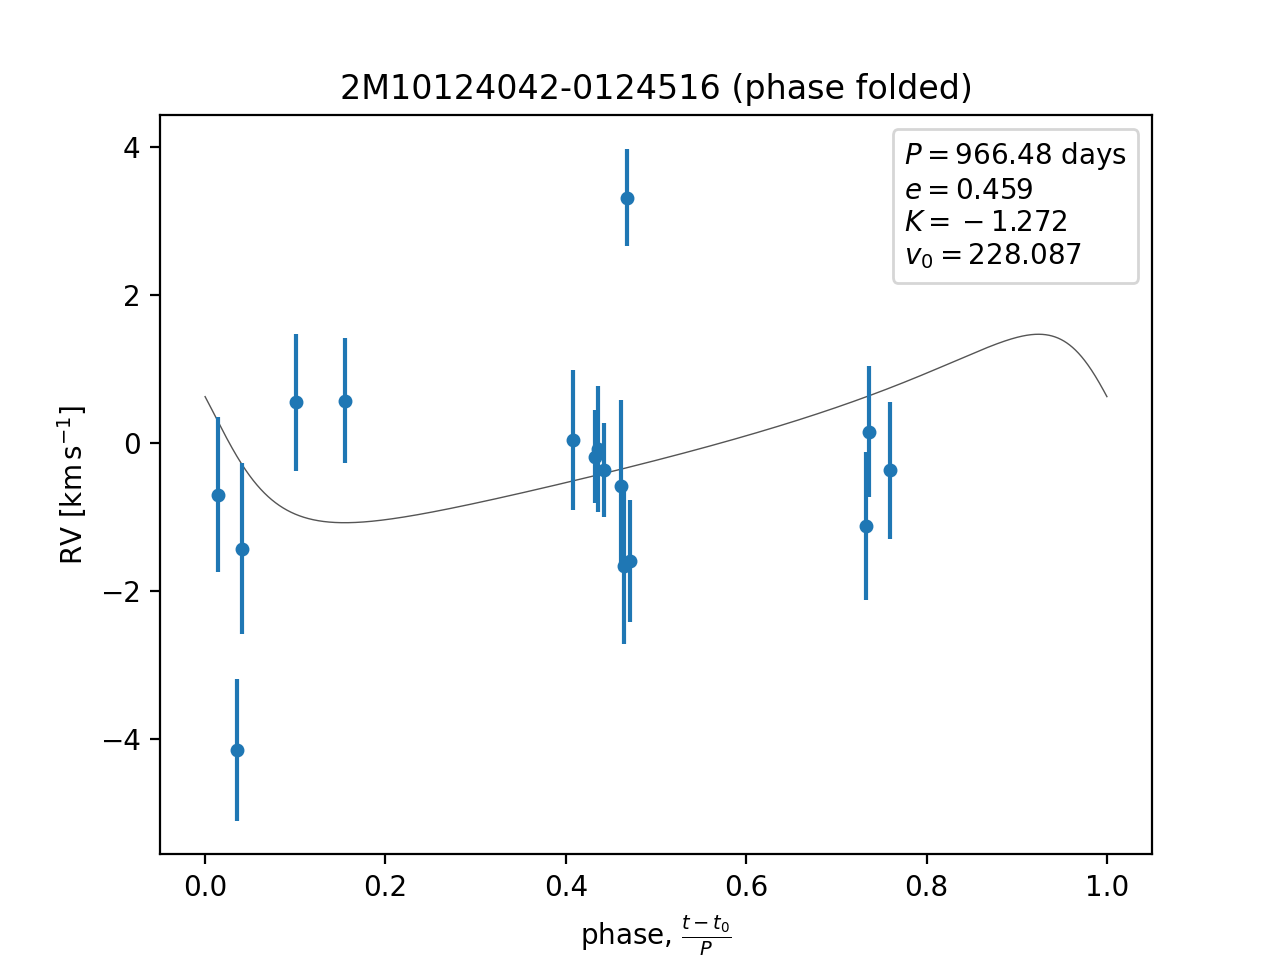 2M10124042-0124516 (phase folded)
P = 966.48 days
e = 0.459
K = −1.272
v₀ = 228.087
4
2
0
−2
−4
RV [km s⁻¹]
0.0 0.2 0.4 0.6 0.8 1.0
phase, (t − t₀)/P